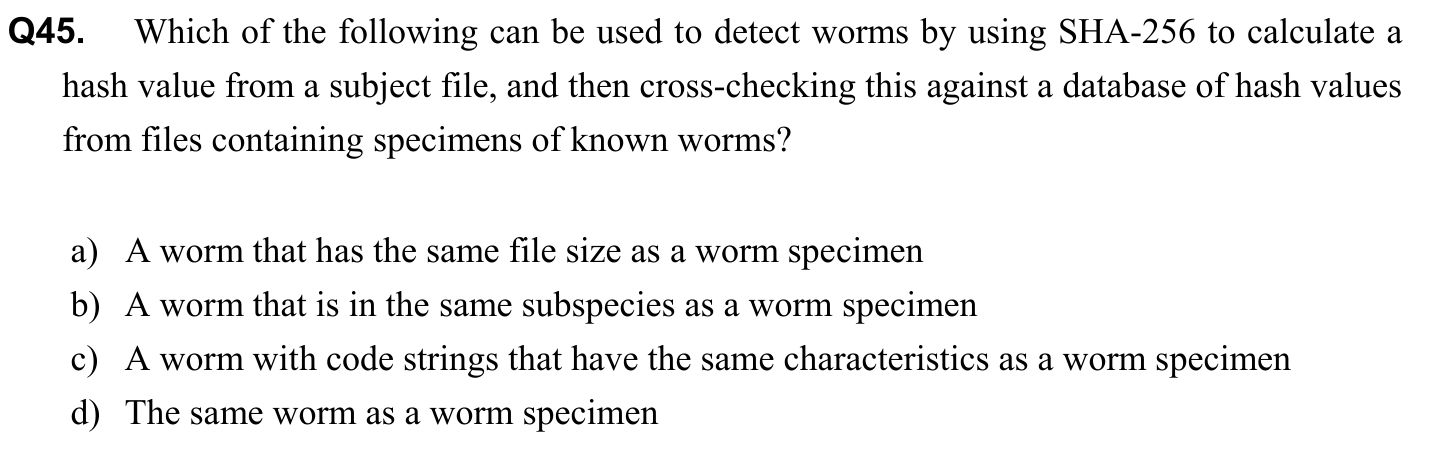 Q45. Which of the following can be used to detect worms by using SHA-256 to calculate a
hash value from a subject file, and then cross-checking this against a database of hash values
from files containing specimens of known worms?
a) A worm that has the same file size as a worm specimen
b) A worm that is in the same subspecies as a worm specimen
c) A worm with code strings that have the same characteristics as a worm specimen
d) The same worm as a worm specimen